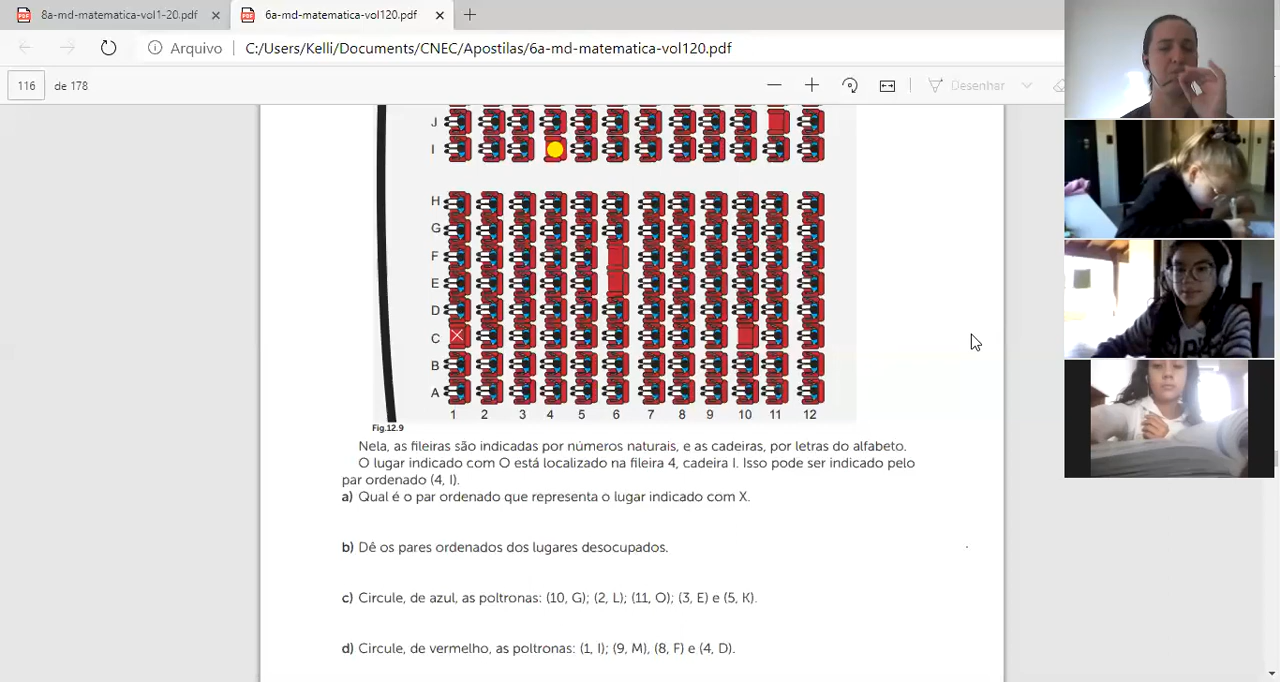 8a-md-matematica-vol1-20.pdf
6a-md-matematica-vol120.pdf
Arquivo
C:/Users/Kelli/Documents/CNEC/Apostilas/6a-md-matematica-vol120.pdf
116 de 178
Desenhar
J
I
H
G
F
E
D
C
B
A
1 2 3 4 5 6 7 8 9 10 11 12
Fig.12.9
Nela, as fileiras são indicadas por números naturais, e as cadeiras, por letras do alfabeto.
O lugar indicado com O está localizado na fileira 4, cadeira I. Isso pode ser indicado pelo
par ordenado (4, I).
a) Qual é o par ordenado que representa o lugar indicado com X.
b) Dê os pares ordenados dos lugares desocupados.
c) Circule, de azul, as poltronas: (10, G); (2, L); (11, O); (3, E) e (5, K).
d) Circule, de vermelho, as poltronas: (1, I); (9, M), (8, F) e (4, D).